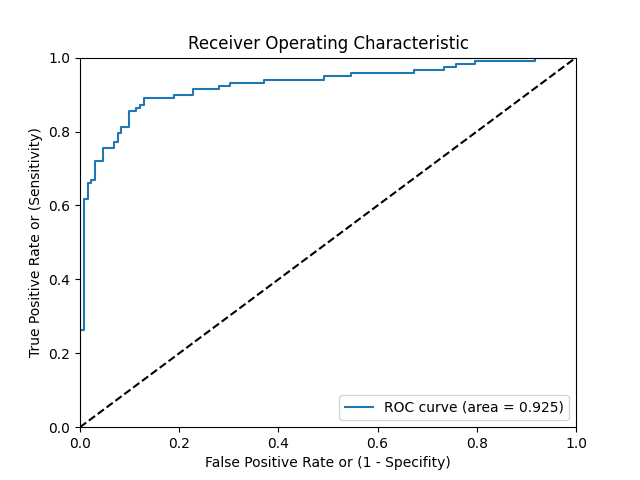 Receiver Operating Characteristic
1.0
0.8
0.6
0.4
0.2
0.0
True Positive Rate or (Sensitivity)
ROC curve (area = 0.925)
0.0 0.2 0.4 0.6 0.8 1.0
False Positive Rate or (1 - Specifity)